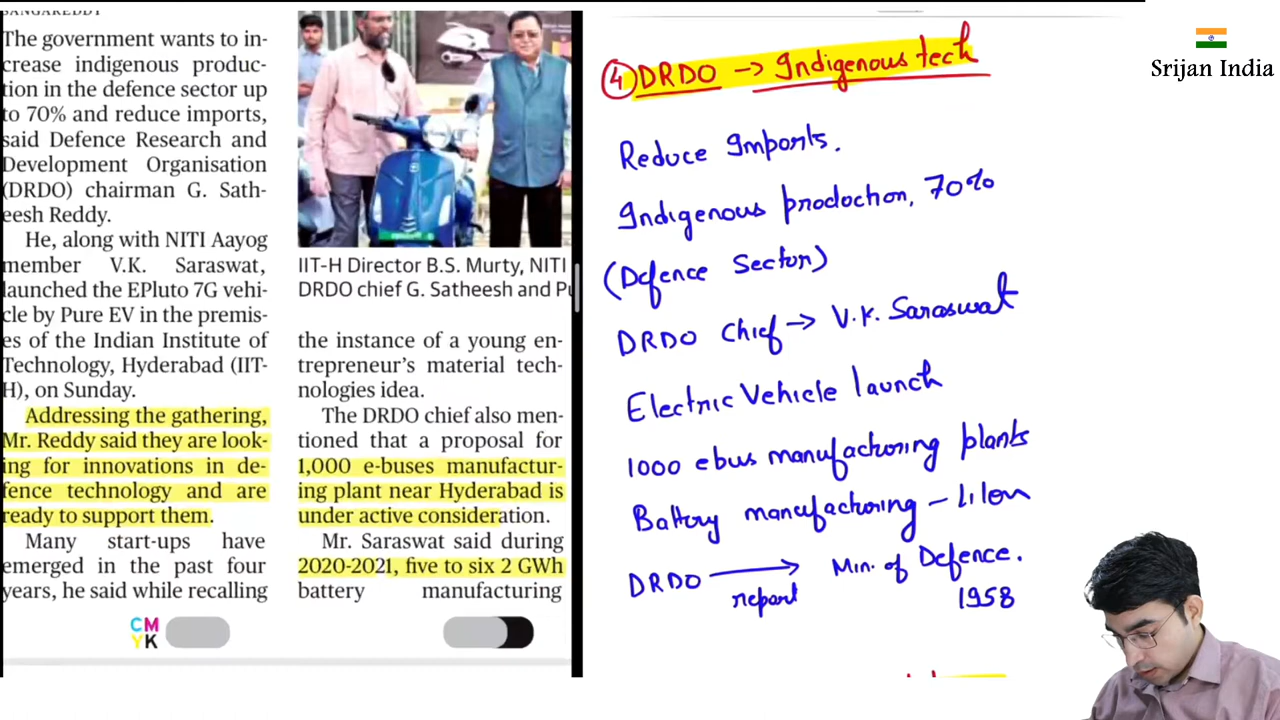 SANGAREDDY
The government wants to in-
crease indigenous produc-
tion in the defence sector up
to 70% and reduce imports,
said Defence Research and
Development Organisation
(DRDO) chairman G. Sath-
eesh Reddy.
He, along with NITI Aayog
member V.K. Saraswat,
launched the EPluto 7G vehi-
cle by Pure EV in the premis-
es of the Indian Institute of
Technology, Hyderabad (IIT-
H), on Sunday.
Addressing the gathering,
Mr. Reddy said they are look-
ing for innovations in de-
fence technology and are
ready to support them.
Many start-ups have
emerged in the past four
years, he said while recalling
CM
YK
IIT-H Director B.S. Murty, NITI
DRDO chief G. Satheesh and Pu
the instance of a young en-
trepreneur's material tech-
nologies idea.
The DRDO chief also men-
tioned that a proposal for
1,000 e-buses manufactur-
ing plant near Hyderabad is
under active consideration.
Mr. Saraswat said during
2020-2021, five to six 2 GWh
battery manufacturing
④ DRDO → Indigenous tech
Reduce Imports.
Indigenous production, 70%
(Defence Sector)
DRDO Chief → V.K. Saraswat
Electric Vehicle launch
1000 ebus manufactoring plants
Battery manufactoring - LiIon
DRDO → Min. of Defence.
report 1958
Srijan India